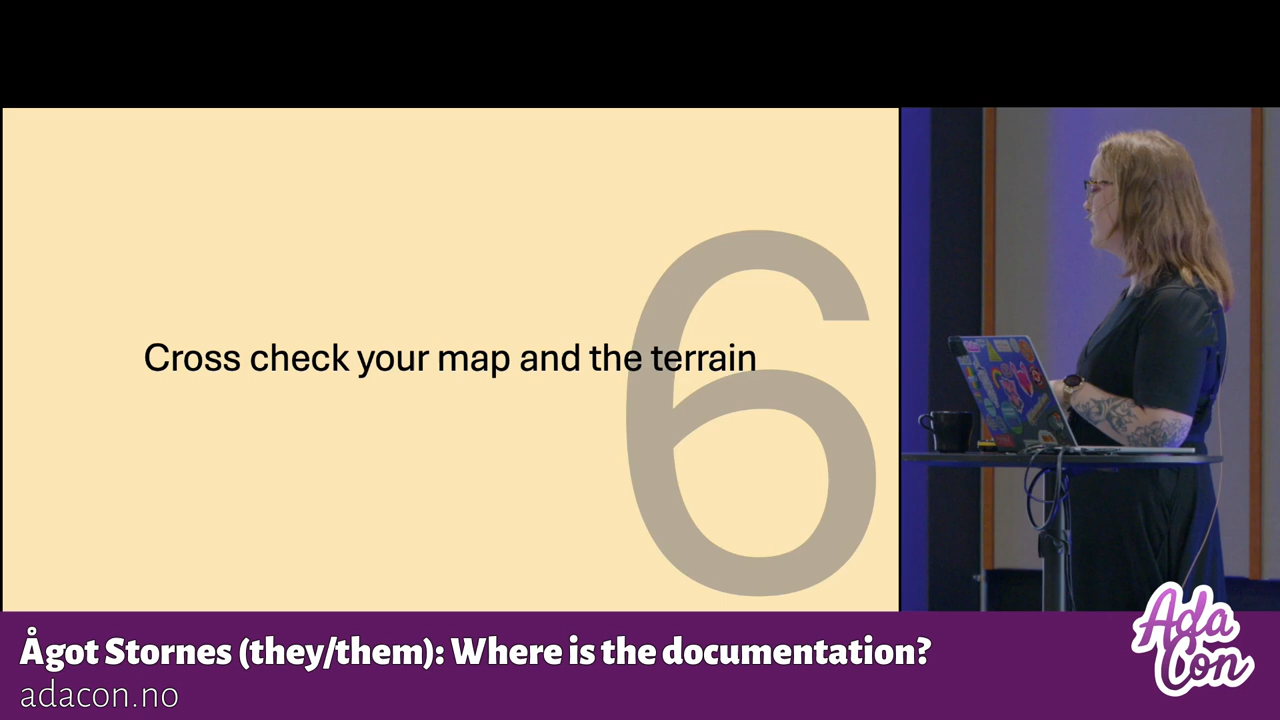 6
Cross check your map and the terrain
Ågot Stornes (they/them): Where is the documentation?
adacon.no
Ada
Con